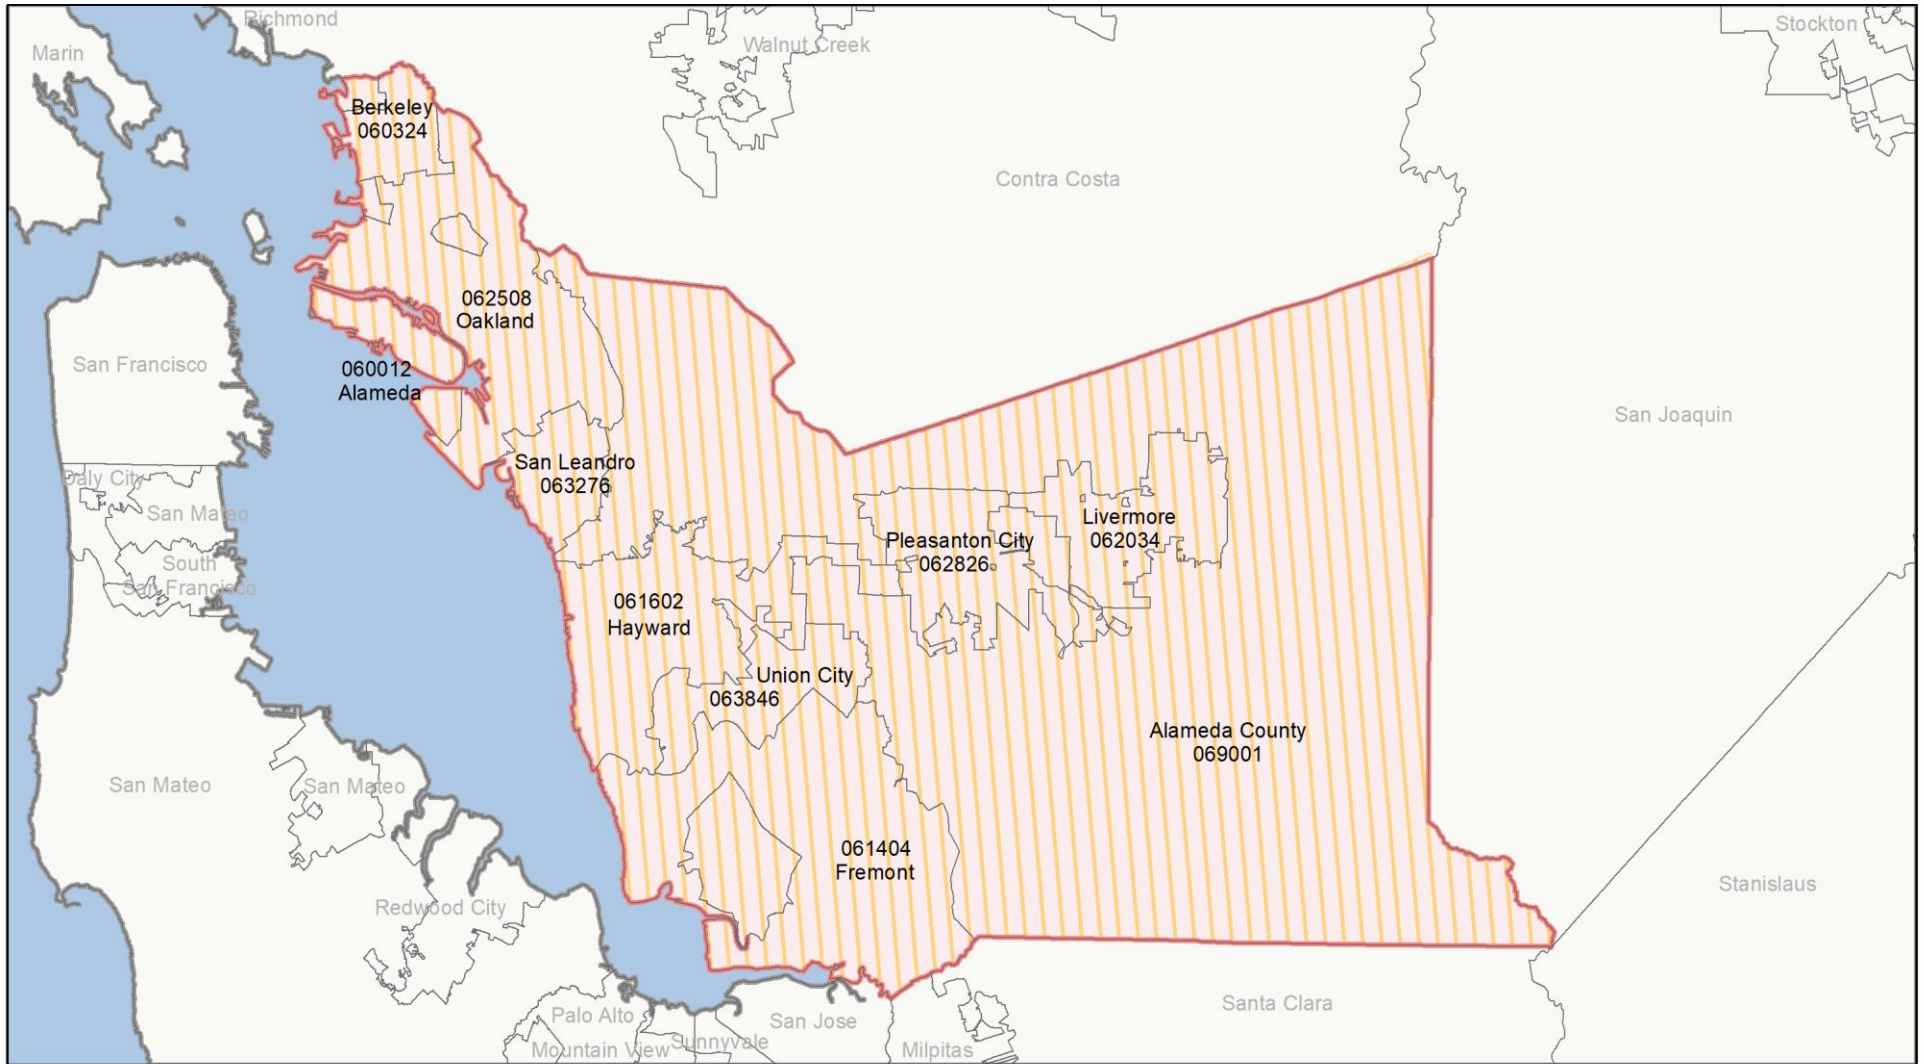 Richmond
Stockton
Marin
Walnut Creek
Berkeley
060324
Contra Costa
062508
Oakland
San Francisco
060012
Alameda
San Joaquin
San Leandro
063276
Daly City
San Mateo
Livermore
062034
Pleasanton City
062826
South
San Francisco
061602
Hayward
Union City
063846
Alameda County
069001
San Mateo
San Mateo
061404
Fremont
Stanislaus
Redwood City
Santa Clara
Palo Alto
San Jose
Sunnyvale
Mountain View
Milpitas